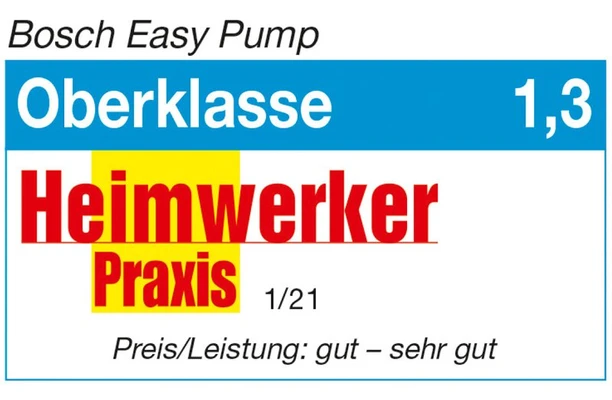 Bosch Easy Pump
Oberklasse 1,3
Heimwerker
Praxis 1/21
Preis/Leistung: gut – sehr gut